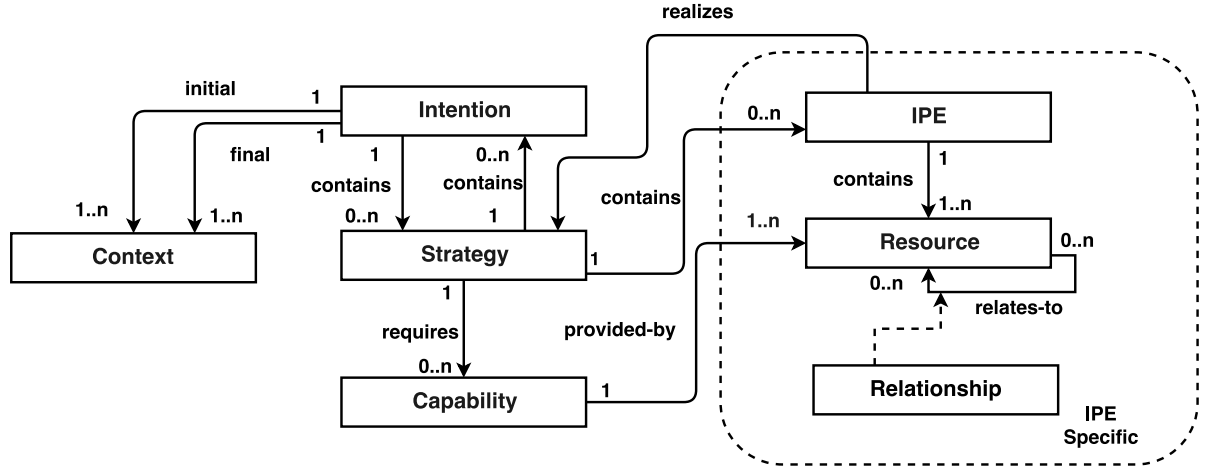 realizes
initial
1
Intention
1
final
1
contains
0..n
0..n
contains
1
1..n
1..n
Context
Strategy
1
contains
0..n
IPE
1
contains
1..n
1..n
Resource
0..n
0..n
relates-to
1
requires
0..n
provided-by
Capability
1
Relationship
IPE
Specific